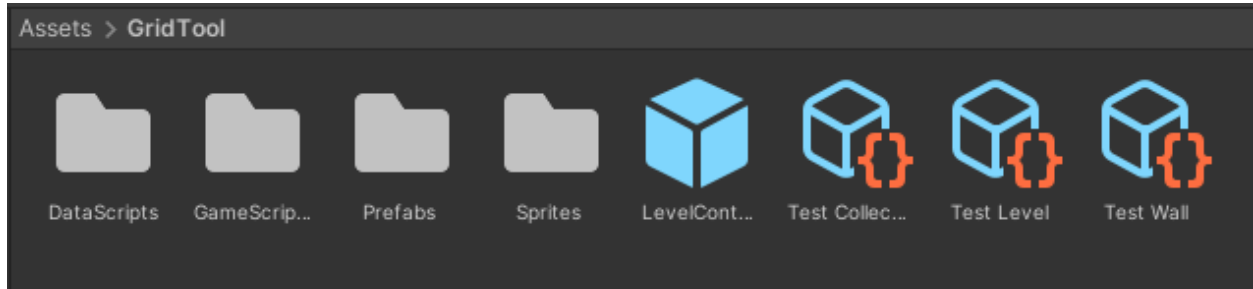 Assets > GridTool
DataScripts GameScrip... Prefabs Sprites LevelCont... Test Collec... Test Level Test Wall